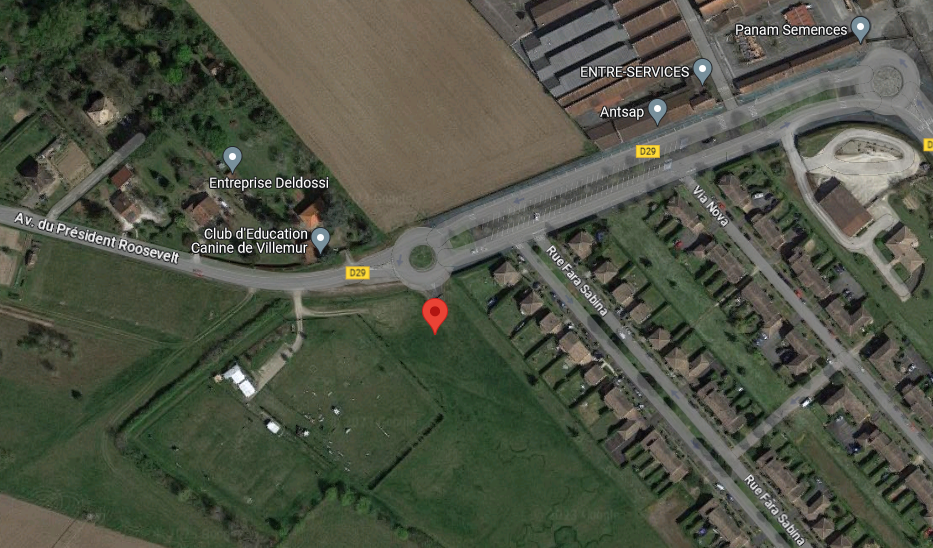 Panam Semences
ENTRE-SERVICES
Antsap
D29
D
Entreprise Deldossi
Via Nova
Av. du Président Roosevelt
Club d'Education
Canine de Villemur
D29
Rue Fara Sabina
Rue Fara Sabina